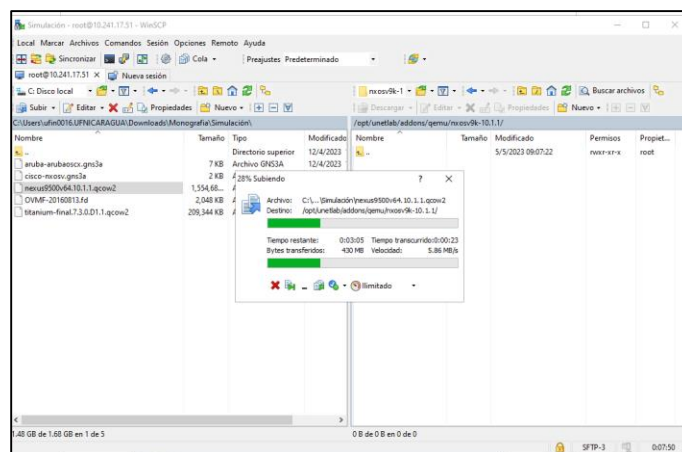 Simulación - root@10.241.17.51 - WinSCP
Local Marcar Archivos Comandos Sesión Opciones Remoto Ayuda
Sincronizar Cola Preajustes Predeterminado
root@10.241.17.51 Nueva sesión
C: Disco local nxosv9k-1 Buscar archivos
Subir Editar Propiedades Nuevo Descargar Editar Propiedades Nuevo
C:\Users\ufin0016.UFNICARAGUA\Downloads\Monografia\Simulación\ /opt/unetlab/addons/qemu/nxosv9k-10.1.1/
Nombre Tamaño Tipo Modificado Nombre Tamaño Modificado Permisos Propiet...
.. Directorio superior 12/4/2023 .. 5/5/2023 09:07:22 rwxr-xr-x root
aruba-arubaoscx.gns3a 7 KB Archivo GNS3A 12/4/2023
cisco-nxosv.gns3a 2 KB
nexus9500v64.10.1.1.qcow2 1,554,68...
OVMF-20160813.fd 2,048 KB
titanium-final.7.3.0.D1.1.qcow2 209,344 KB
28% Subiendo ? X
Archivo: C:\...\Simulación\nexus9500v64.10.1.1.qcow2
Destino: /opt/unetlab/addons/qemu/nxosv9k-10.1.1/
Tiempo restante: 0:03:05 Tiempo transcurrido: 0:00:23
Bytes transferidos: 430 MB Velocidad: 5.86 MB/s
Ilimitado
1.48 GB de 1.68 GB en 1 de 5 0 B de 0 B en 0 de 0
SFTP-3 0:07:50